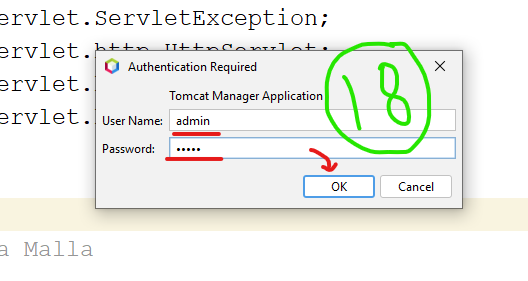 ervlet.ServletException;
ervlet.http.HttpServlet;
Authentication Required
ervlet.
Tomcat Manager Application
18
ervlet.
User Name: admin
Password: •••••
OK Cancel
a Malla